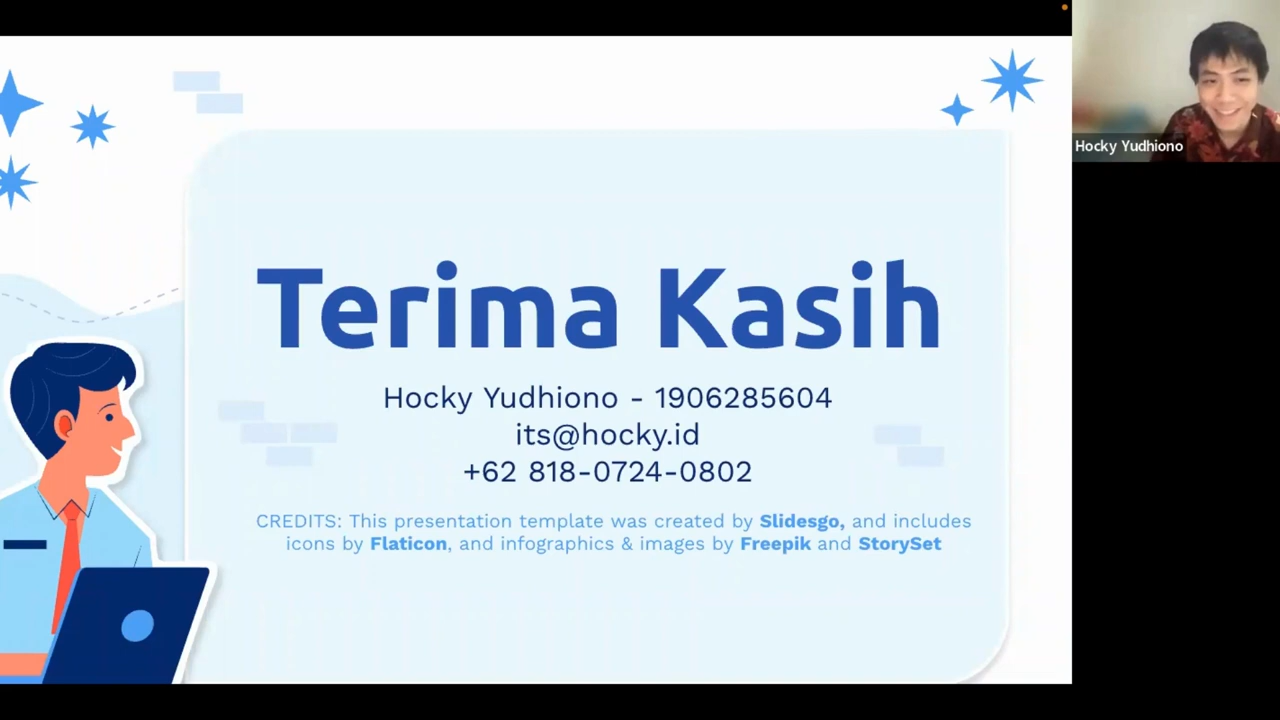 Terima Kasih
Hocky Yudhiono - 1906285604
its@hocky.id
+62 818-0724-0802
CREDITS: This presentation template was created by Slidesgo, and includes
icons by Flaticon, and infographics & images by Freepik and StorySet
Hocky Yudhiono